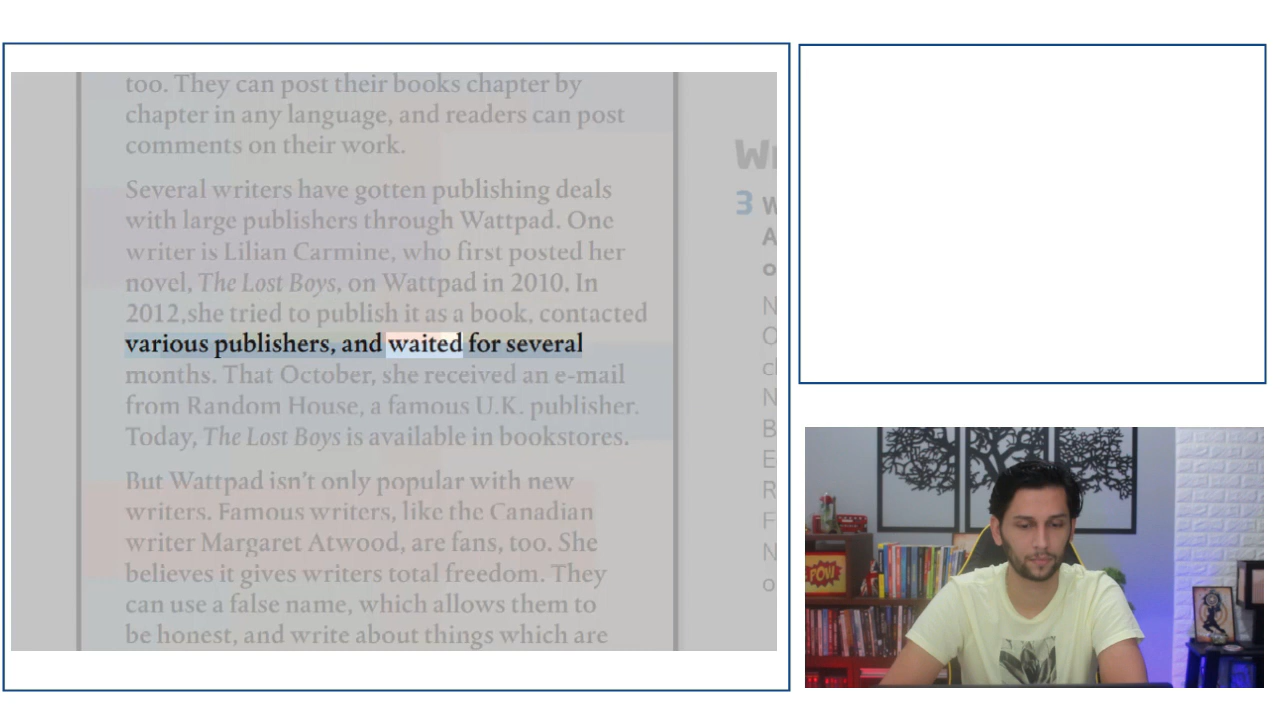 too. They can post their books chapter by
chapter in any language, and readers can post
comments on their work.
Several writers have gotten publishing deals
with large publishers through Wattpad. One
writer is Lilian Carmine, who first posted her
novel, The Lost Boys, on Wattpad in 2010. In
2012,she tried to publish it as a book, contacted
various publishers, and waited for several
months. That October, she received an e-mail
from Random House, a famous U.K. publisher.
Today, The Lost Boys is available in bookstores.
But Wattpad isn't only popular with new
writers. Famous writers, like the Canadian
writer Margaret Atwood, are fans, too. She
believes it gives writers total freedom. They
can use a false name, which allows them to
be honest, and write about things which are
3
POW!